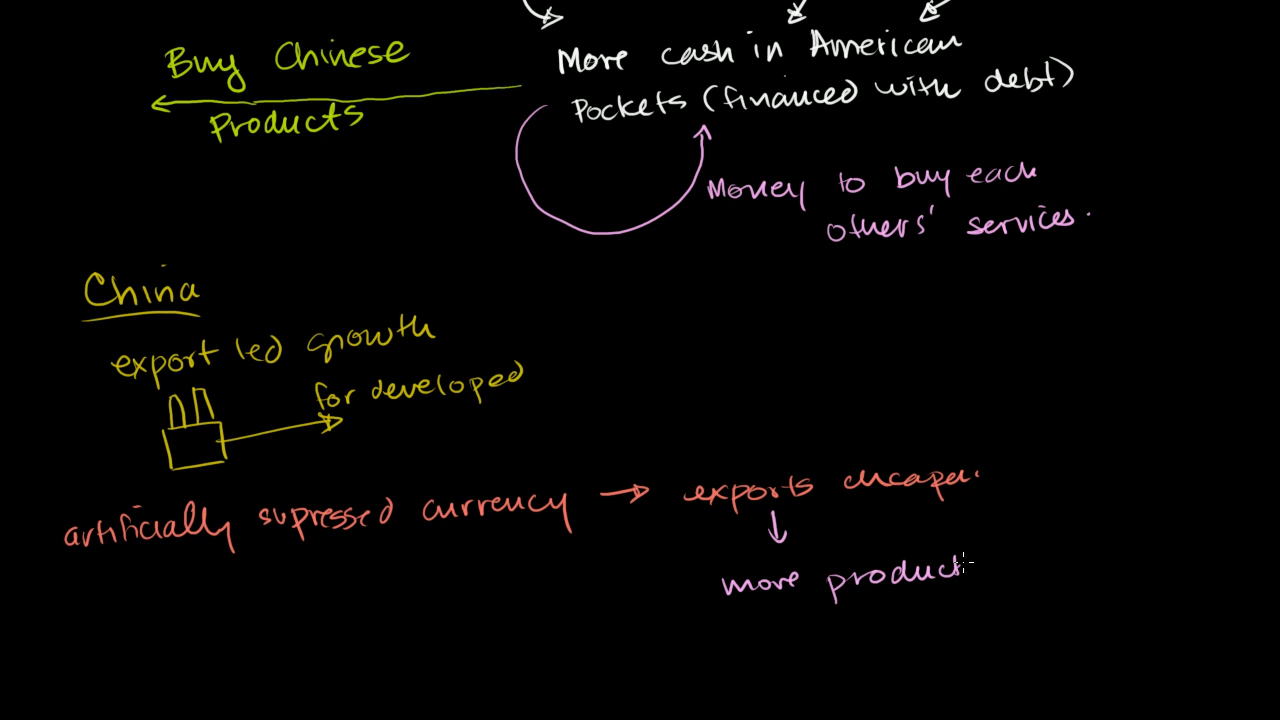 Buy Chinese
Products
More cash in American
Pockets (financed with debt)
Money to buy each
others' services.
China
export led growth
for developed
artificially supressed currency → exports cheaper.
↓
more product